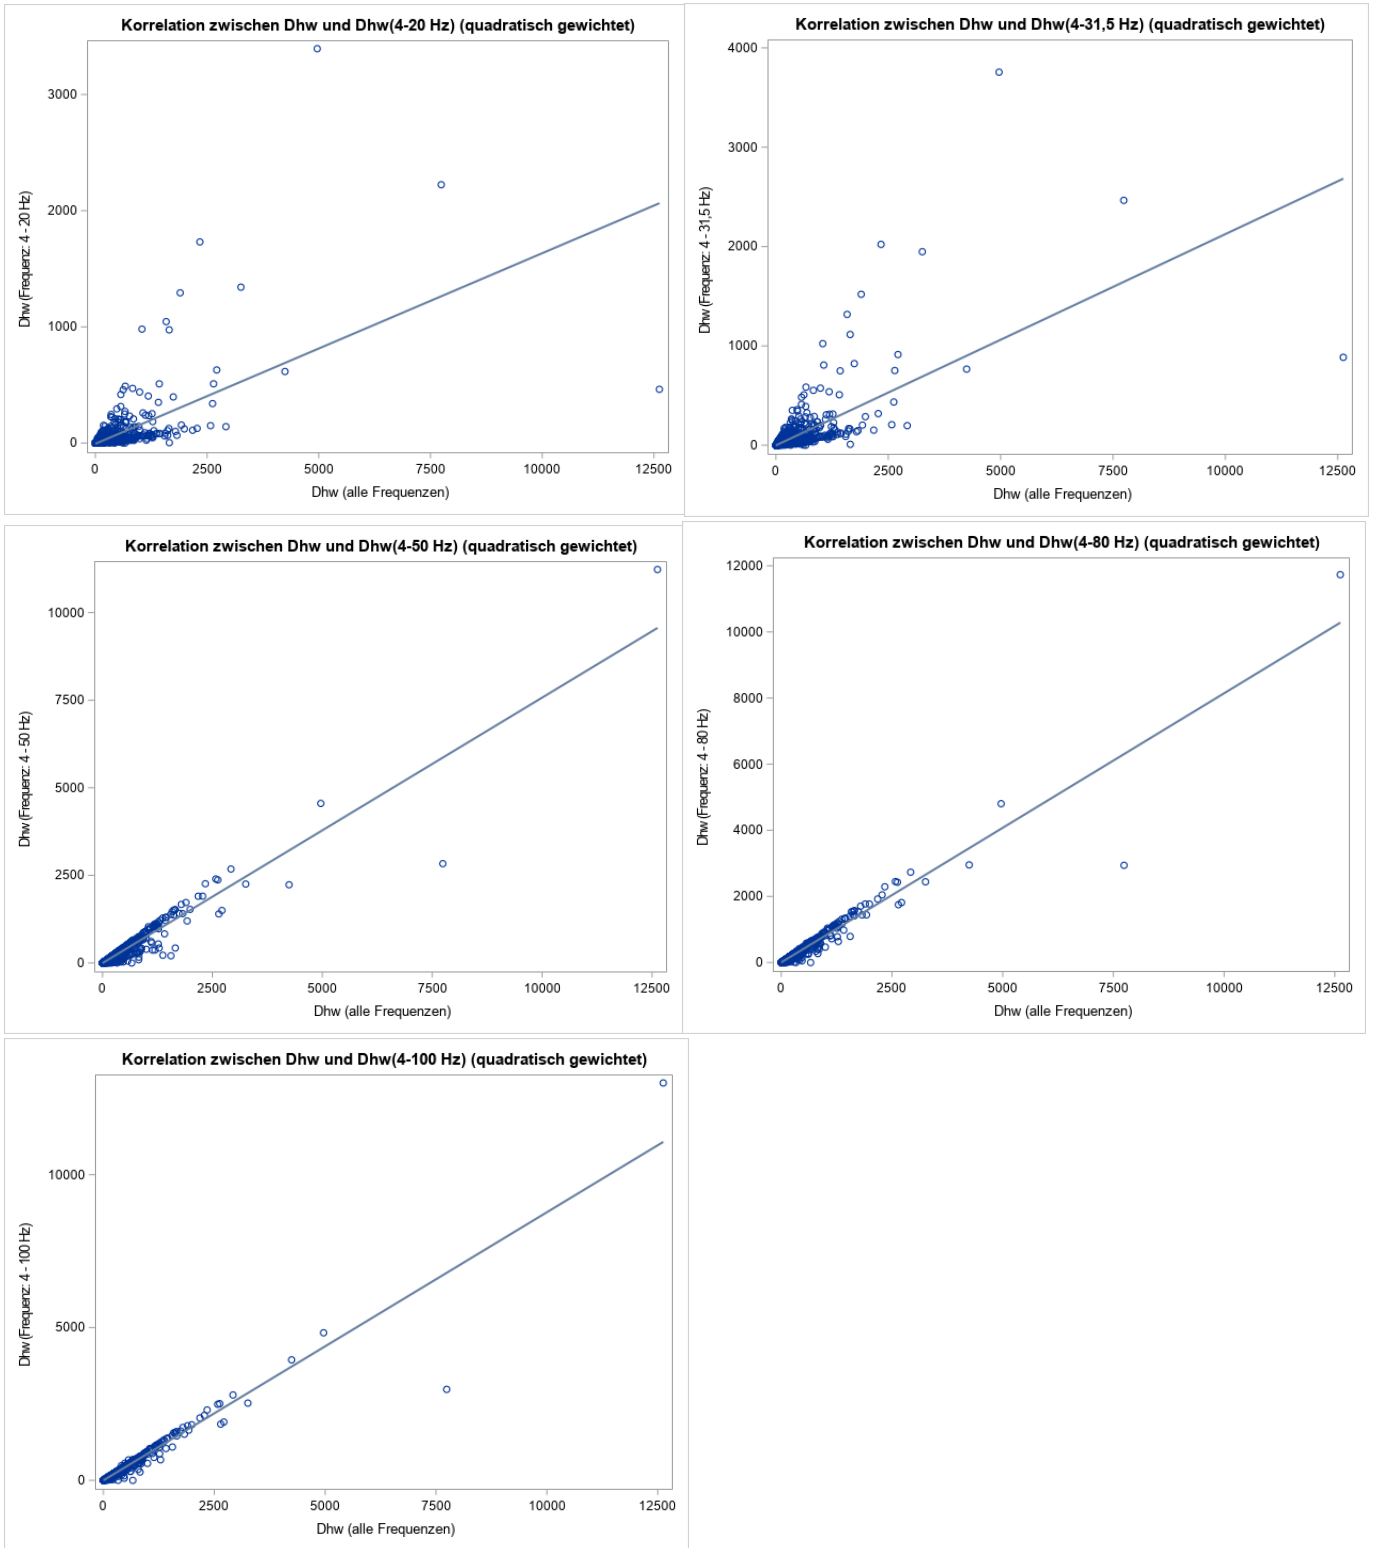 Korrelation zwischen Dhw und Dhw(4-20 Hz) (quadratisch gewichtet)
3000
2000
1000
0
Dhw (Frequenz: 4 - 20 Hz)
0 2500 5000 7500 10000 12500
Dhw (alle Frequenzen)
Korrelation zwischen Dhw und Dhw(4-31,5 Hz) (quadratisch gewichtet)
4000
3000
2000
1000
0
Dhw (Frequenz: 4 - 31,5 Hz)
0 2500 5000 7500 10000 12500
Dhw (alle Frequenzen)
Korrelation zwischen Dhw und Dhw(4-50 Hz) (quadratisch gewichtet)
10000
7500
5000
2500
0
Dhw (Frequenz: 4 - 50 Hz)
0 2500 5000 7500 10000 12500
Dhw (alle Frequenzen)
Korrelation zwischen Dhw und Dhw(4-80 Hz) (quadratisch gewichtet)
12000
10000
8000
6000
4000
2000
0
Dhw (Frequenz: 4 - 80 Hz)
0 2500 5000 7500 10000 12500
Dhw (alle Frequenzen)
Korrelation zwischen Dhw und Dhw(4-100 Hz) (quadratisch gewichtet)
10000
5000
0
Dhw (Frequenz: 4 - 100 Hz)
0 2500 5000 7500 10000 12500
Dhw (alle Frequenzen)